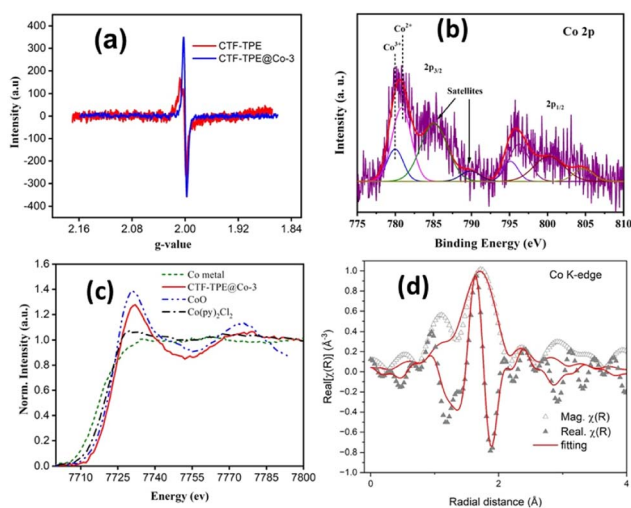 (a)
CTF-TPE
CTF-TPE@Co-3
400
300
200
100
0
-100
-200
-300
-400
2.16
2.08
2.00
1.92
1.84
Intensity (a.u)
g-value
(b)
Co 2p
Co²⁺
Co³⁺
2p₃/₂
Satellites
2p₁/₂
775
780
785
790
795
800
805
810
Intensity (a. u.)
Binding Energy (eV)
(c)
Co metal
CTF-TPE@Co-3
CoO
Co(py)₂Cl₂
1.6
1.4
1.2
1.0
0.8
0.6
0.4
0.2
0.0
7710
7725
7740
7755
7770
7785
7800
Norm. Intensity (a.u.)
Energy (ev)
(d)
Co K-edge
1.0
0.8
0.6
0.4
0.2
0.0
-0.2
-0.4
-0.6
-0.8
-1.0
0
2
4
Real[χ(R)] (Å⁻³)
Mag. χ(R)
Real. χ(R)
fitting
Radial distance (Å)